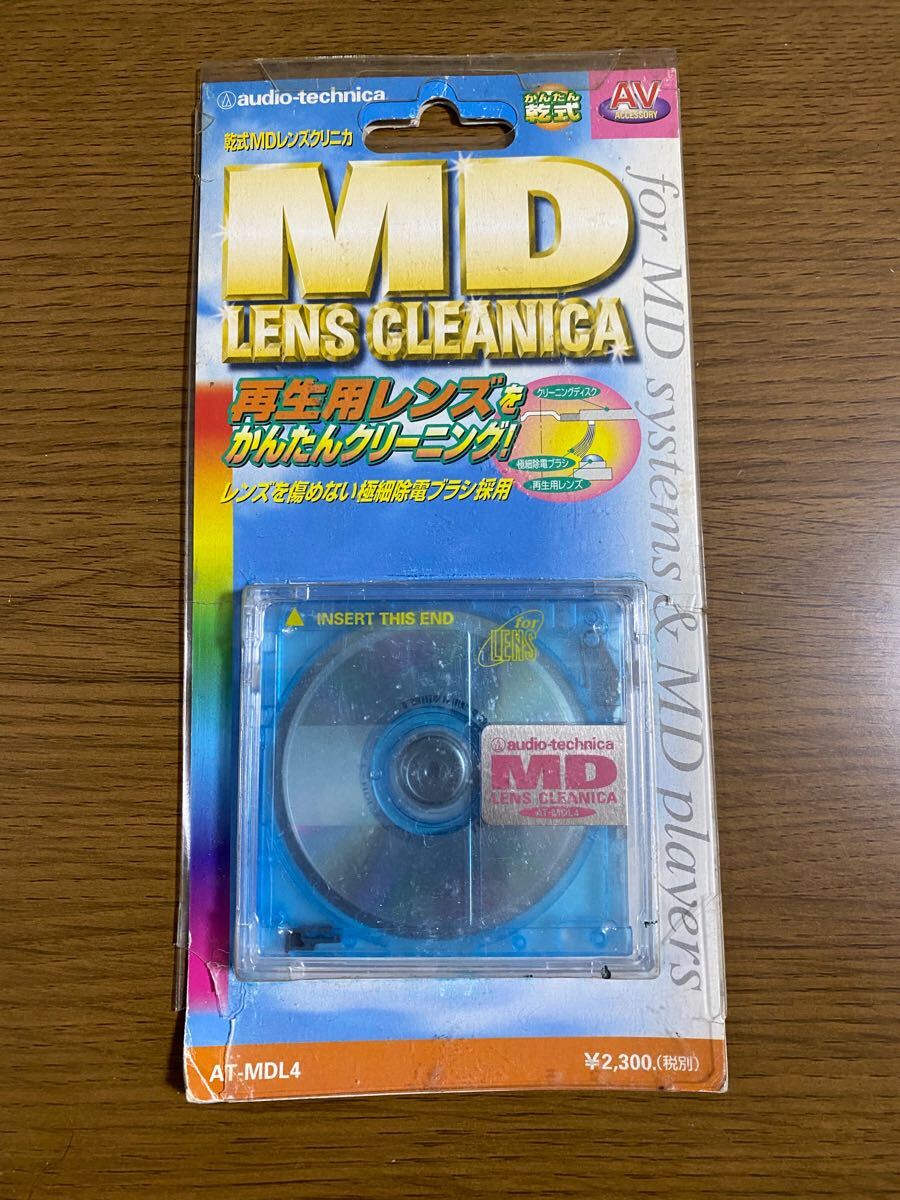 audio-technica
かんたん
乾式
AV
ACCESSORY
乾式MDレンズクリニカ
MD
LENS CLEANICA
for MD systems & MD players
再生用レンズを
かんたんクリーニング!
レンズを傷めない極細除電ブラシ採用
クリーニングディスク
極細除電ブラシ
再生用レンズ
INSERT THIS END
for
LENS
audio-technica
MD
LENS CLEANICA
AT-MDL4
AT-MDL4
¥2,300.(税別)